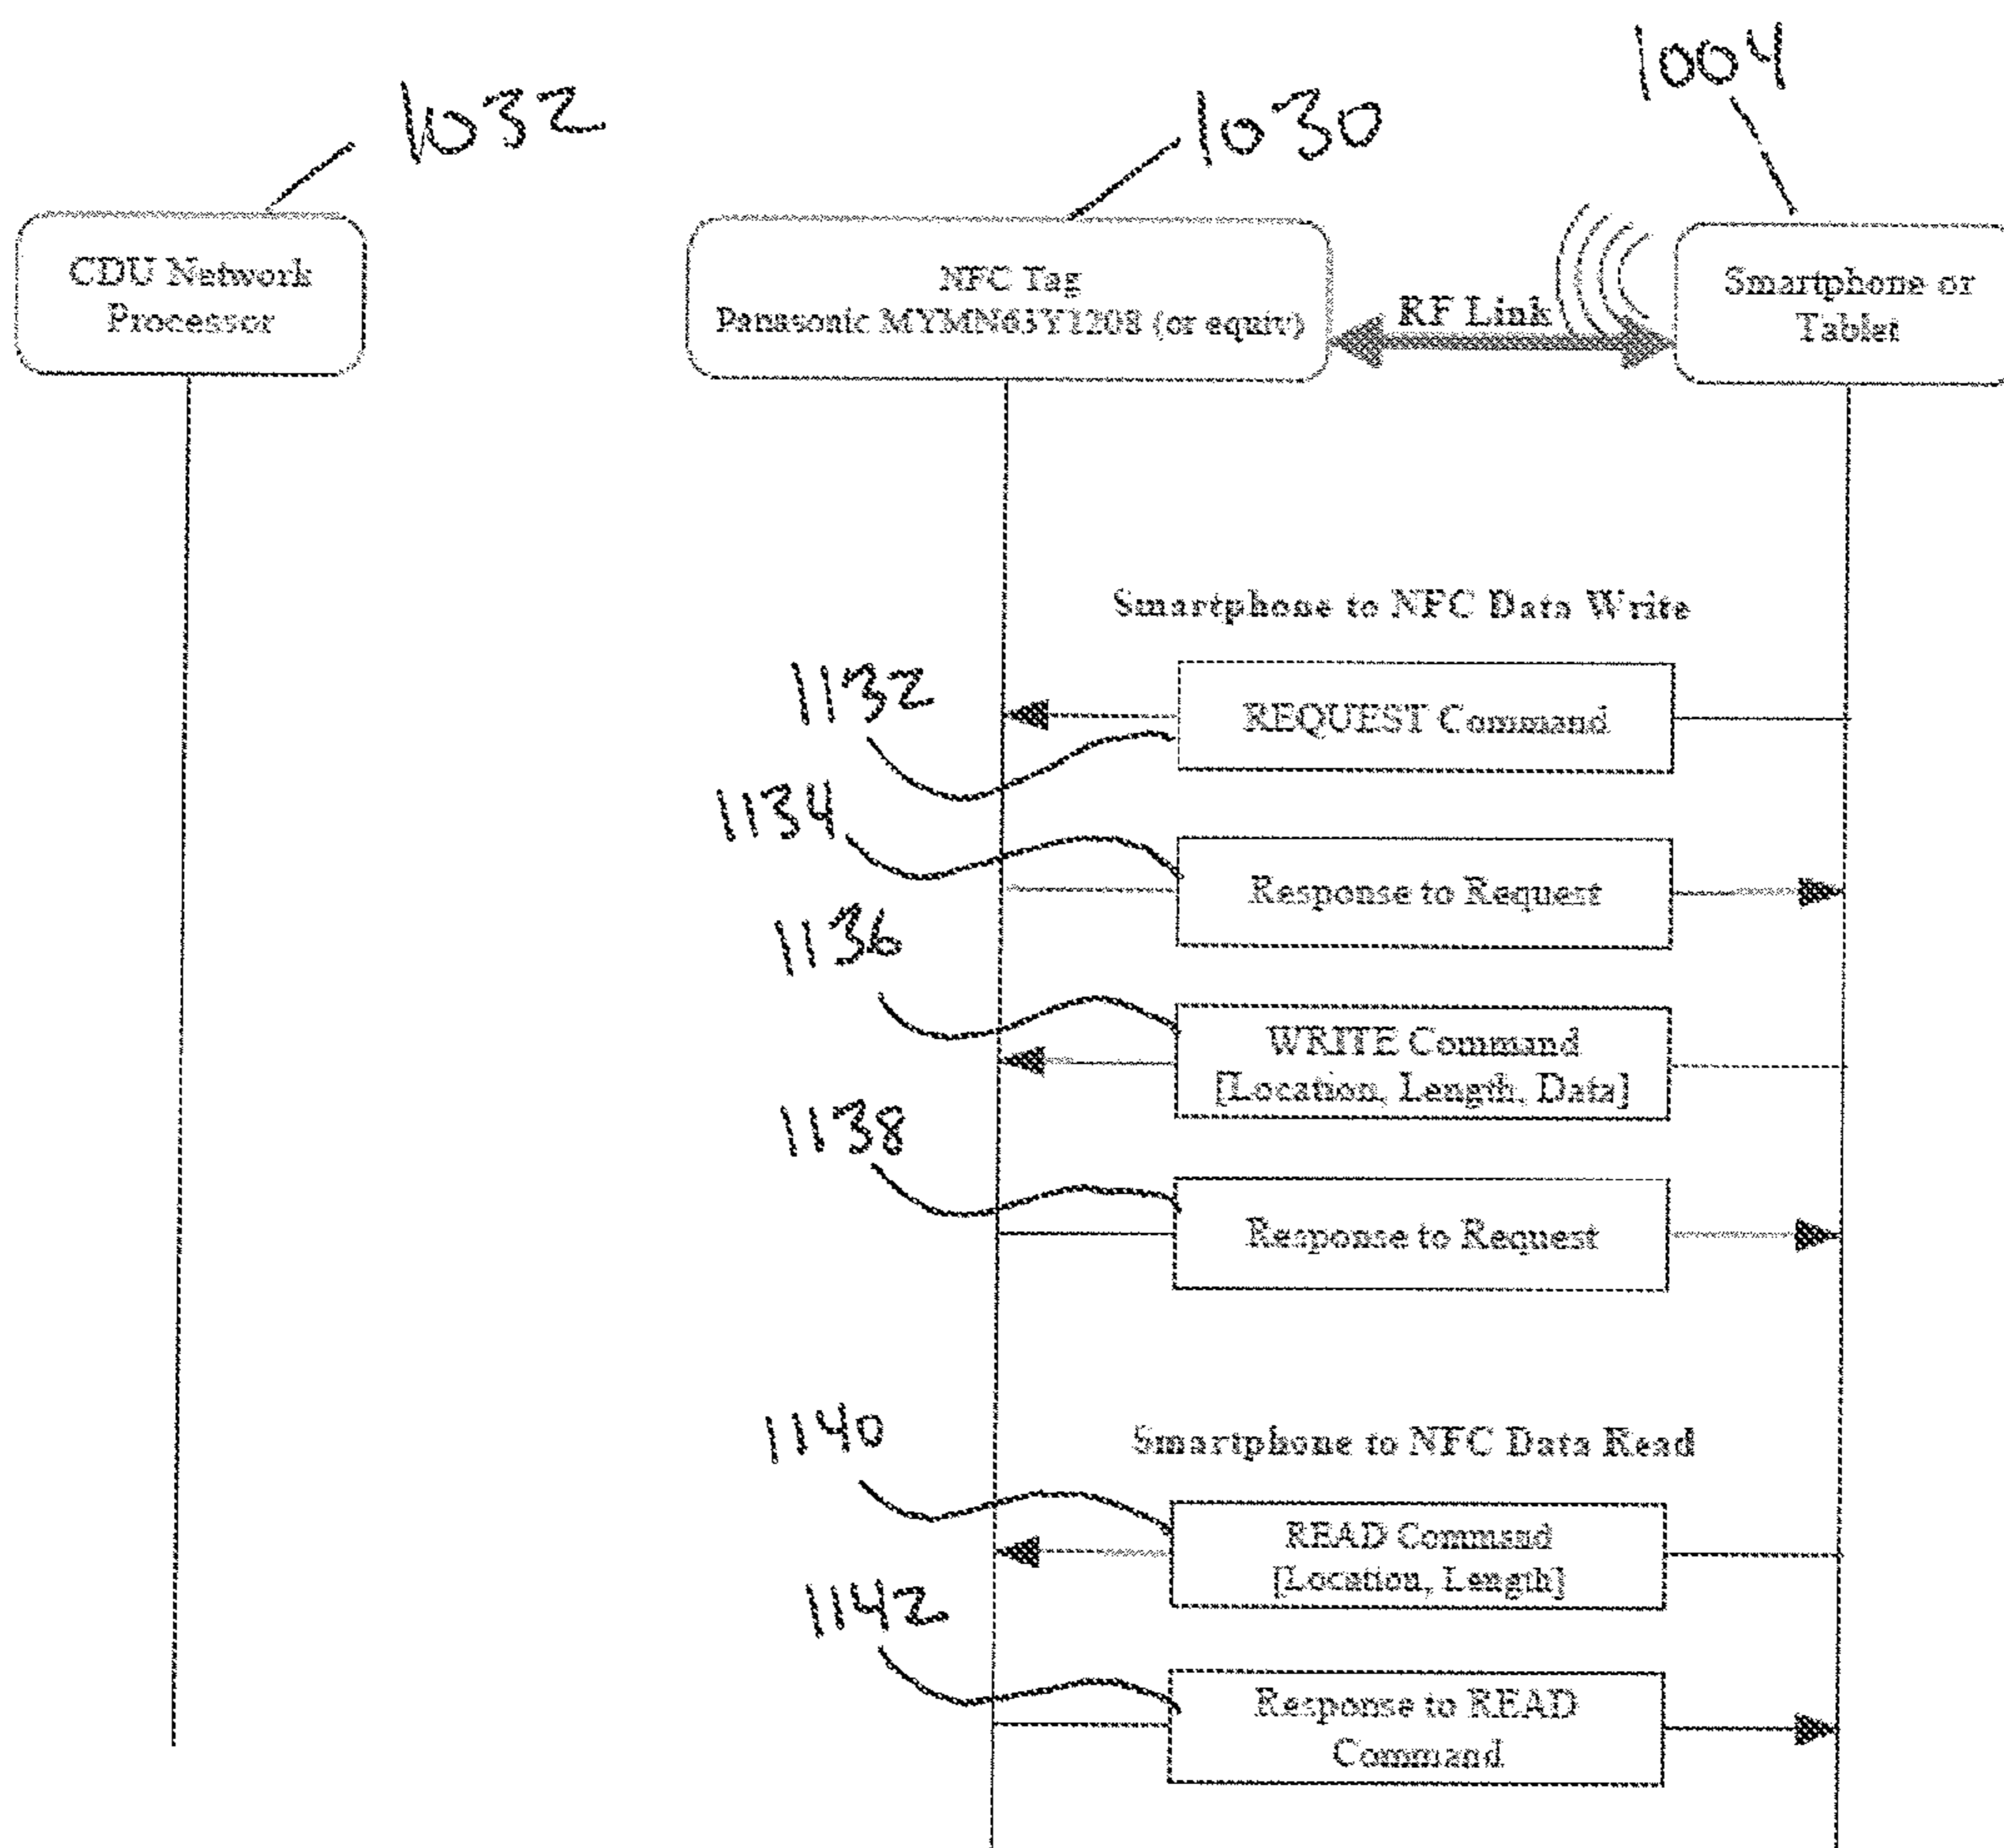 1032
1030
1004
CDU Network
Processor
NFC Tag
Panasonic MYMN63Y1208 (or equiv)
RF Link
Smartphone or
Tablet
Smartphone to NFC Data Write
1132
REQUEST Command
1134
Response to Request
1136
WRITE Command
[Location, Length, Data]
1138
Response to Request
1140
Smartphone to NFC Data Read
READ Command
[Location, Length]
1142
Response to READ
Command